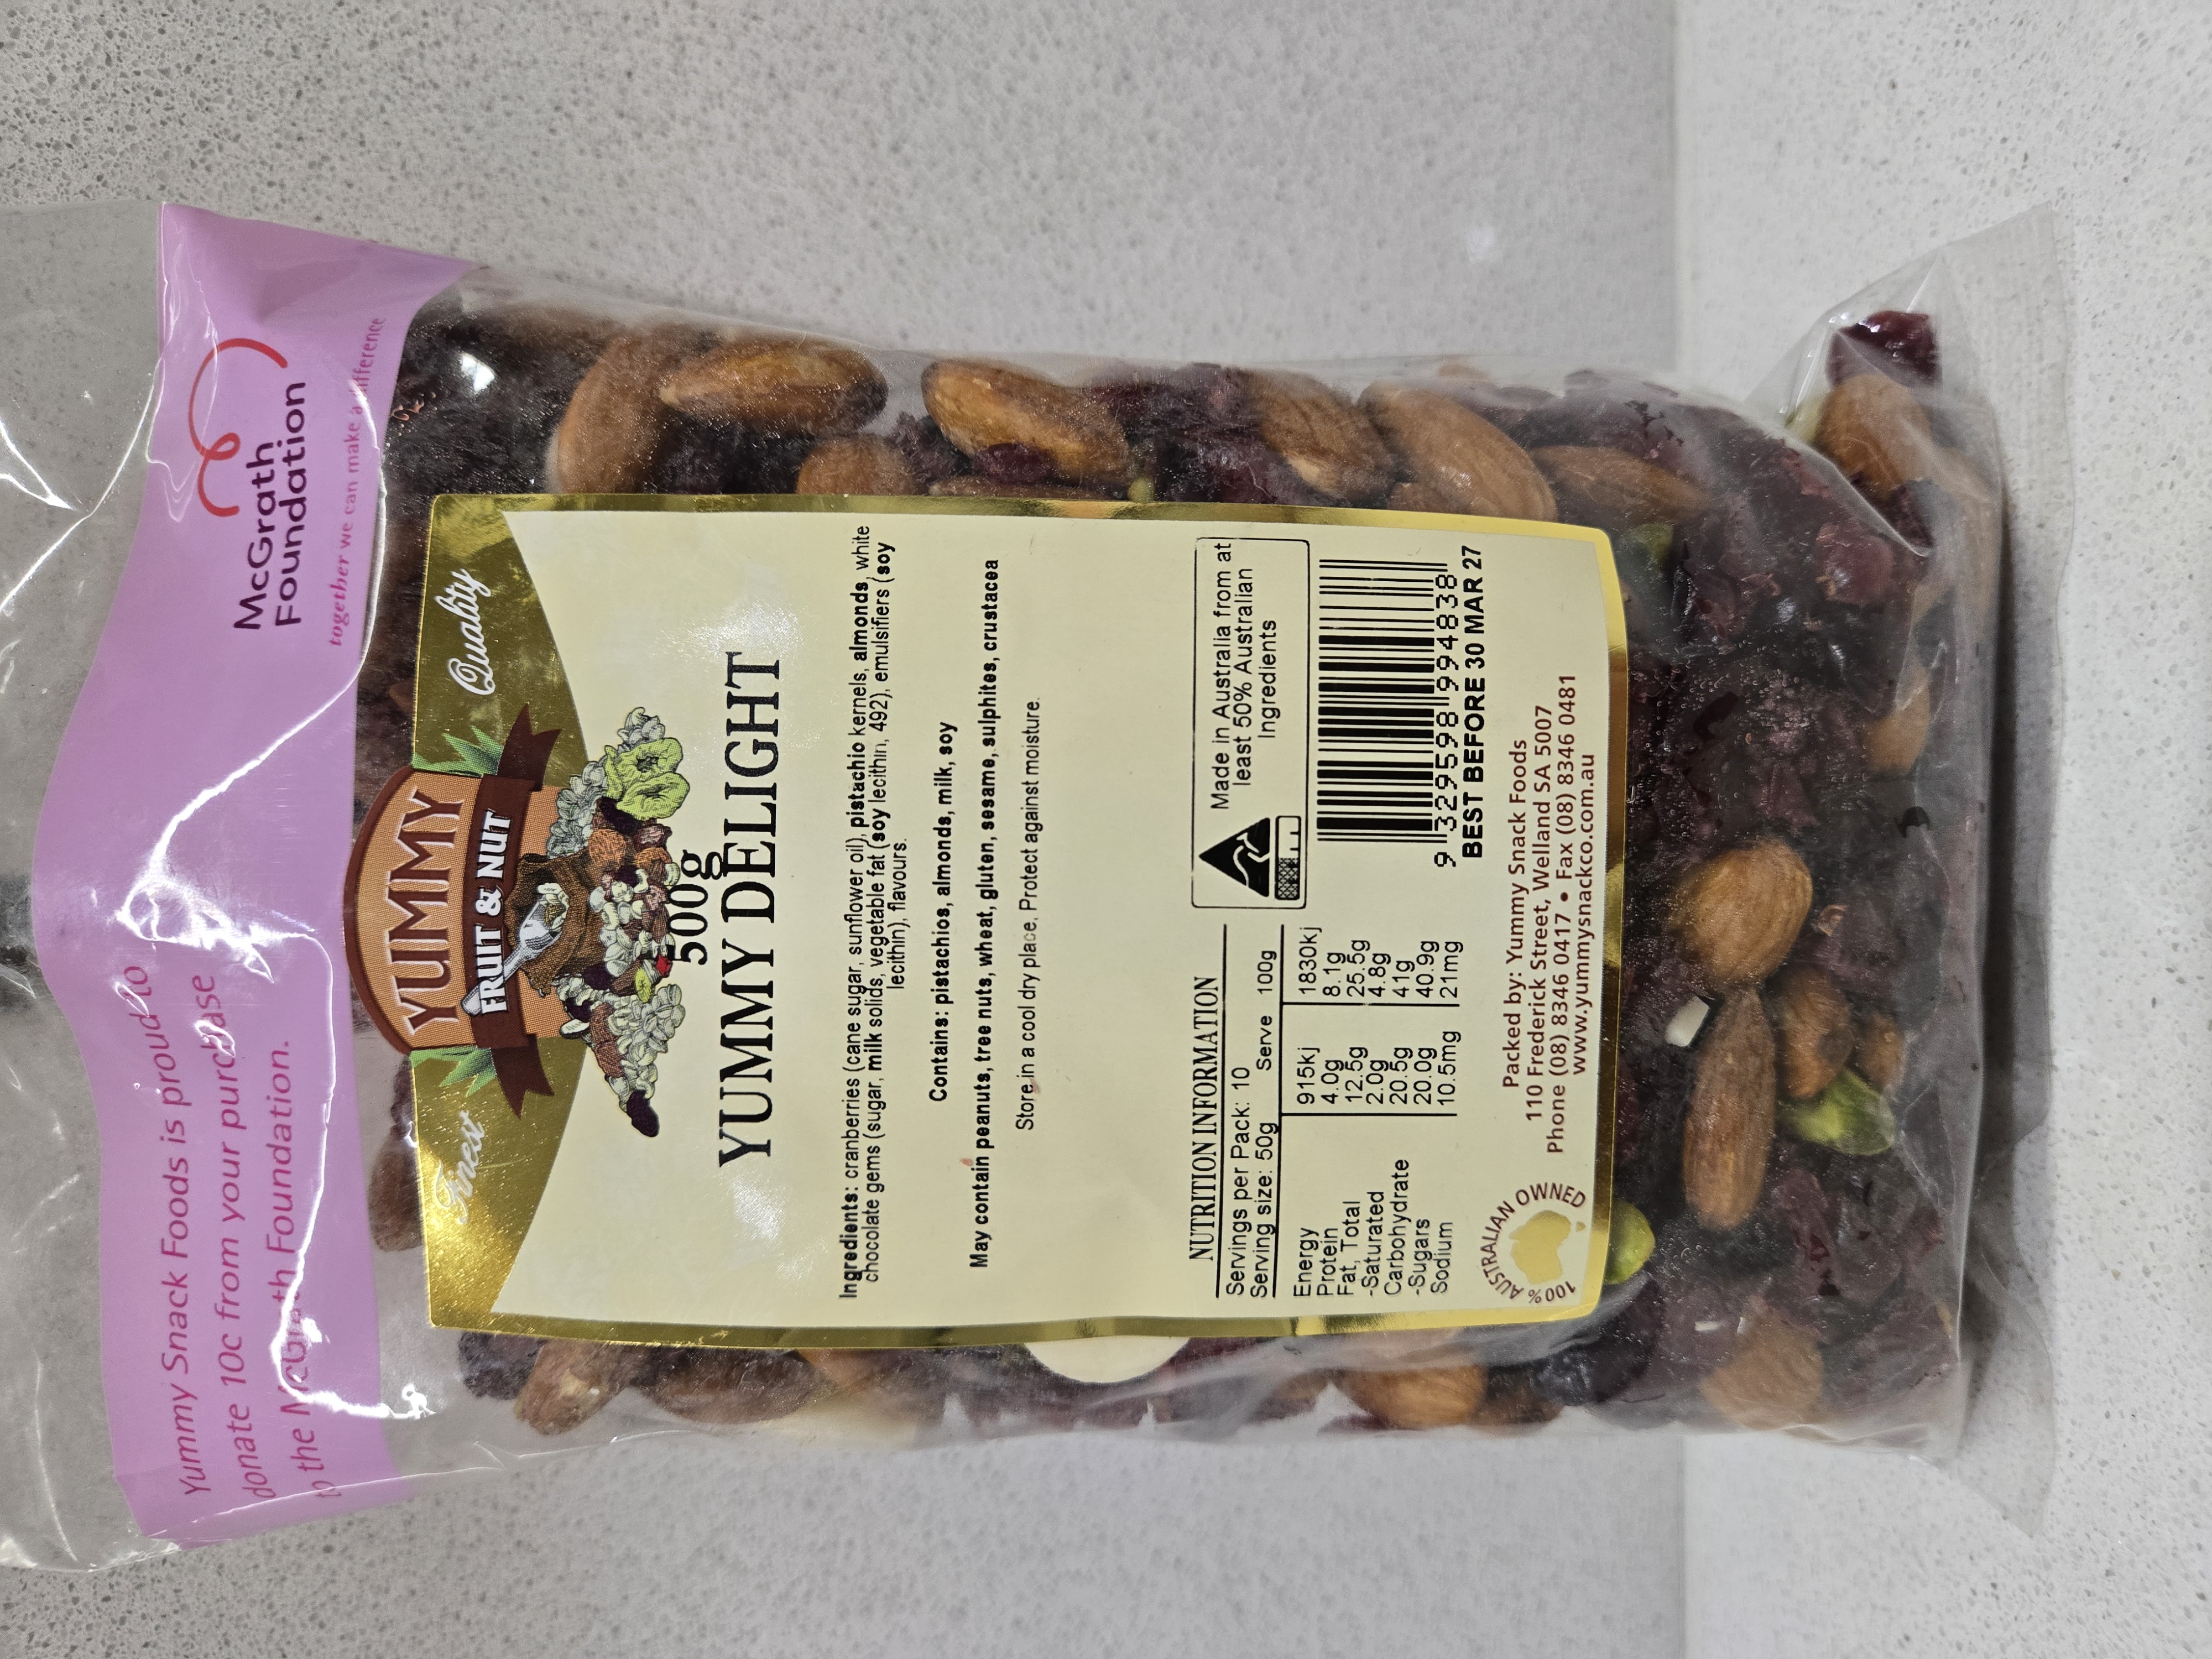 Yummy Snack Foods is proud to
donate 10c from your purchase
to the McGrath Foundation.
McGrath
Foundation
together we can make a difference
Finest
Quality
YUMMY
FRUIT & NUT
500g
YUMMY DELIGHT
Ingredients: cranberries (cane sugar, sunflower oil), pistachio kernels, almonds, white
chocolate gems (sugar, milk solids, vegetable fat (soy lecithin, 492), emulsifiers (soy
lecithin), flavours.
Contains: pistachios, almonds, milk, soy
May contain peanuts, tree nuts, wheat, gluten, sesame, sulphites, crustacea
Store in a cool dry place. Protect against moisture.
NUTRITION INFORMATION
Servings per Pack: 10
Serving size: 50g Serve 100g
Energy 915kj 1830kj
Protein 4.0g 8.1g
Fat, Total 12.5g 25.5g
-Saturated 2.0g 4.8g
Carbohydrate 20.5g 41g
-Sugars 20.0g 40.9g
Sodium 10.5mg 21mg
Made in Australia from at
least 50% Australian
Ingredients
9 329598 994838
BEST BEFORE 30 MAR 27
100% AUSTRALIAN OWNED
Packed by: Yummy Snack Foods
110 Frederick Street, Welland SA 5007
Phone (08) 8346 0417 • Fax (08) 8346 0481
www.yummysnackco.com.au